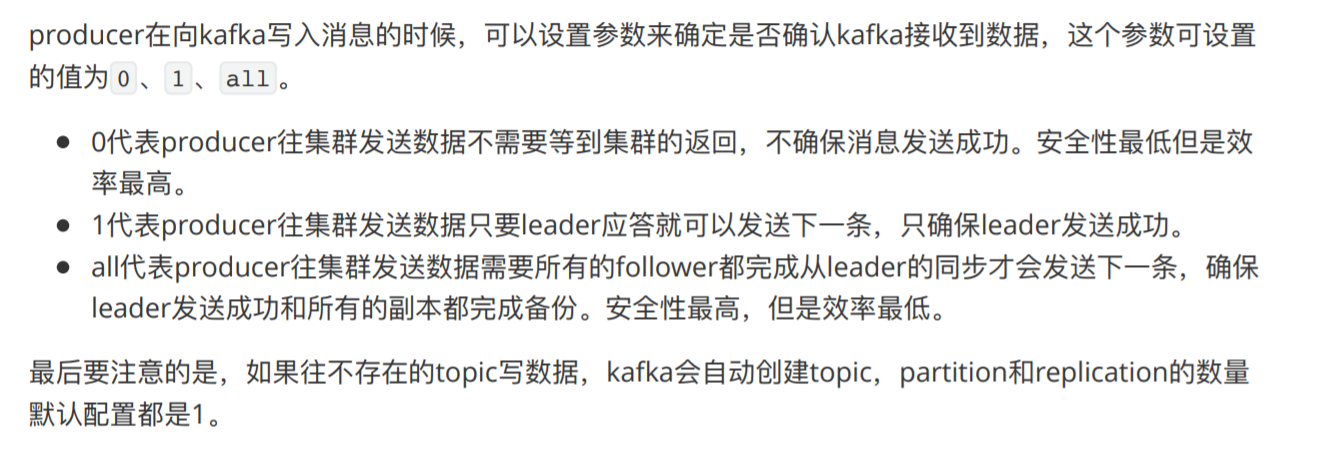 producer在向kafka写入消息的时候，可以设置参数来确定是否确认kafka接收到数据，这个参数可设置
的值为 0 、 1 、 all 。
● 0代表producer往集群发送数据不需要等到集群的返回，不确保消息发送成功。安全性最低但是效
率最高。
● 1代表producer往集群发送数据只要leader应答就可以发送下一条，只确保leader发送成功。
● all代表producer往集群发送数据需要所有的follower都完成从leader的同步才会发送下一条，确保
leader发送成功和所有的副本都完成备份。安全性最高，但是效率最低。
最后要注意的是，如果往不存在的topic写数据，kafka会自动创建topic，partition和replication的数量
默认配置都是1。